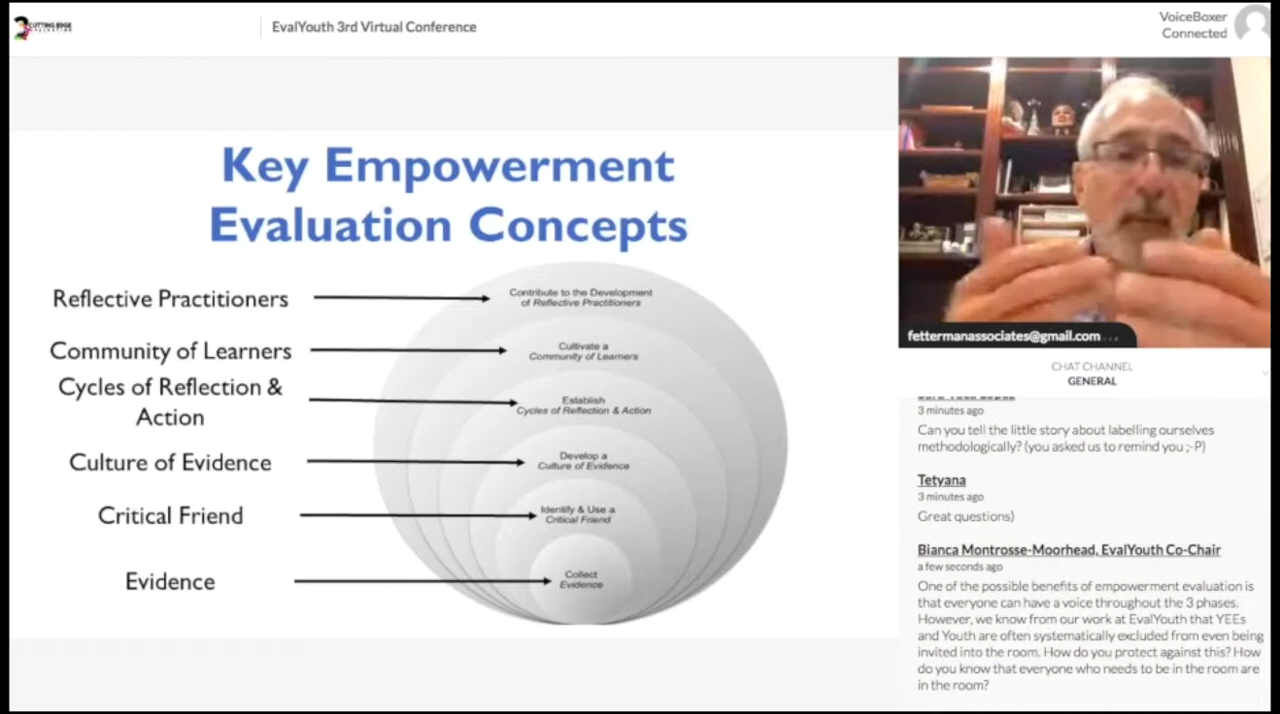 CUTTING EDGE
EvalYouth 3rd Virtual Conference
VoiceBoxer
Connected
Key Empowerment
Evaluation Concepts
Reflective Practitioners
Community of Learners
Cycles of Reflection &
Action
Culture of Evidence
Critical Friend
Evidence
Contribute to the Development
of Reflective Practitioners
Cultivate a
Community of Learners
Establish
Cycles of Reflection & Action
Develop a
Culture of Evidence
Identify & Use a
Critical Friend
Collect
Evidence
fettermanassociates@gmail.com ...
CHAT CHANNEL
GENERAL
3 minutes ago
Can you tell the little story about labelling ourselves
methodologically? (you asked us to remind you ;-P)
Tetyana
3 minutes ago
Great questions)
Bianca Montrosse-Moorhead, EvalYouth Co-Chair
a few seconds ago
One of the possible benefits of empowerment evaluation is
that everyone can have a voice throughout the 3 phases.
However, we know from our work at EvalYouth that YEEs
and Youth are often systematically excluded from even being
invited into the room. How do you protect against this? How
do you know that everyone who needs to be in the room are
in the room?